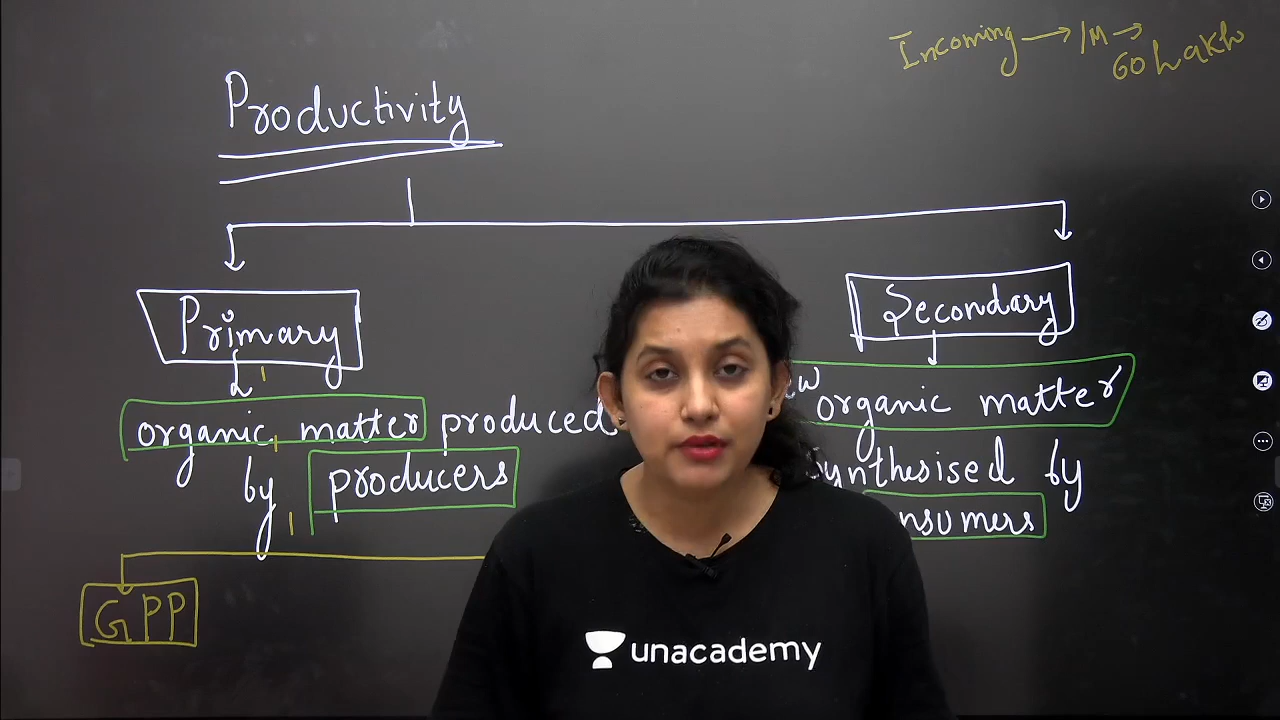 Incoming → 1M →
60 Lakh
Productivity
Primary
Secondary
organic matter produced
by producers
organic matter
synthesised by
GPP
unacademy